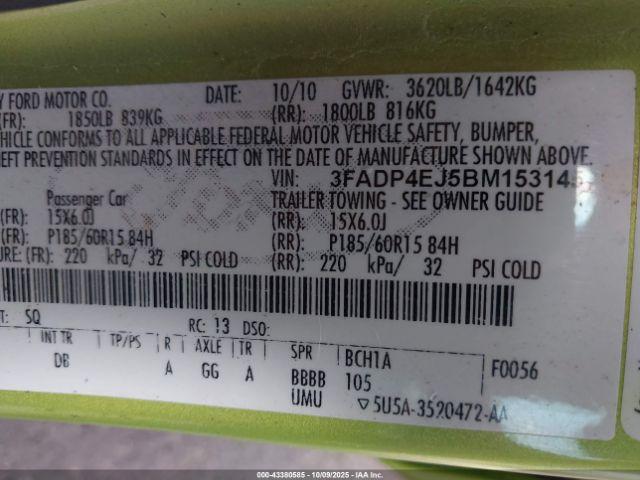 Y FORD MOTOR CO. DATE: 10/10 GVWR: 3620LB/1642KG
(FR): 1850LB 839KG (RR): 1800LB 816KG
VEHICLE CONFORMS TO ALL APPLICABLE FEDERAL MOTOR VEHICLE SAFETY, BUMPER,
THEFT PREVENTION STANDARDS IN EFFECT ON THE DATE OF MANUFACTURE SHOWN ABOVE.
VIN: 3FADP4EJ5BM153145
Passenger Car TRAILER TOWING - SEE OWNER GUIDE
(FR): 15X6.0J (RR): 15X6.0J
(FR): P185/60R15 84H (RR): P185/60R15 84H
URE: (FR): 220 kPa/ 32 PSI COLD (RR): 220 kPa/ 32 PSI COLD
T: SQ RC: 13 DSO:
INT TR TP/PS R AXLE TR SPR BCH1A F0056
DB A GG A BBBB 105
UMU ▽5U5A-3520472-AA
000-43380585 | 10/09/2025 | IAAHQ.COM